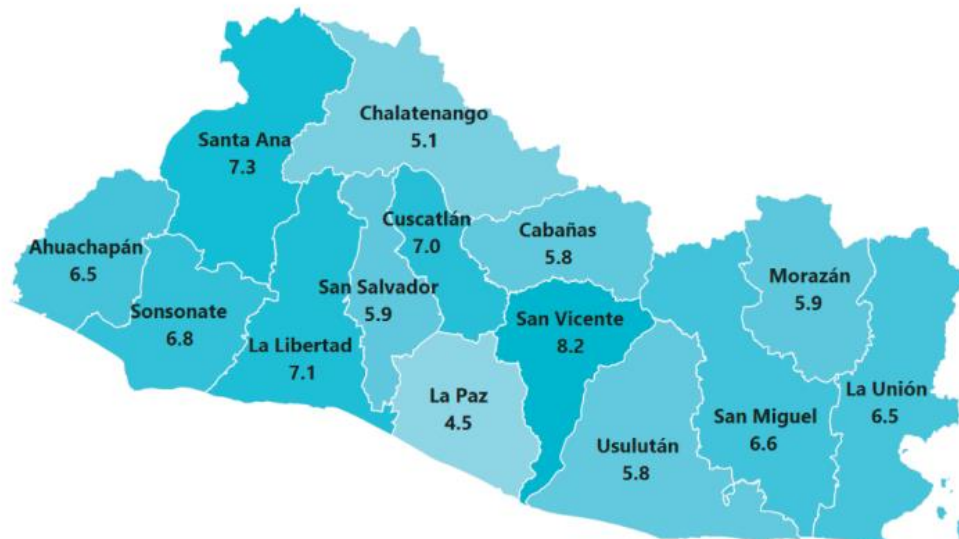 Chalatenango
5.1
Santa Ana
7.3
Cuscatlán
7.0
Cabañas
5.8
Ahuachapán
6.5
Morazán
5.9
San Salvador
5.9
Sonsonate
6.8
San Vicente
8.2
La Libertad
7.1
La Unión
6.5
La Paz
4.5
San Miguel
6.6
Usulután
5.8